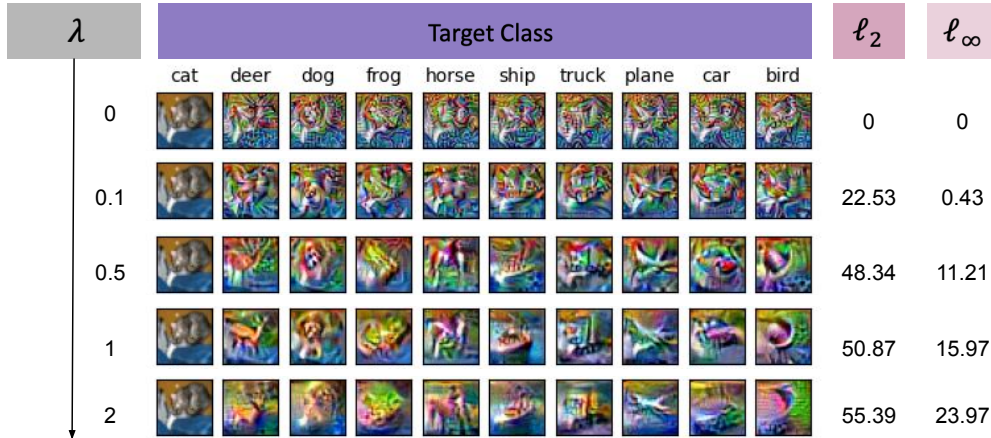 λ Target Class ℓ₂ ℓ∞
cat deer dog frog horse ship truck plane car bird
0 0 0
0.1 22.53 0.43
0.5 48.34 11.21
1 50.87 15.97
2 55.39 23.97